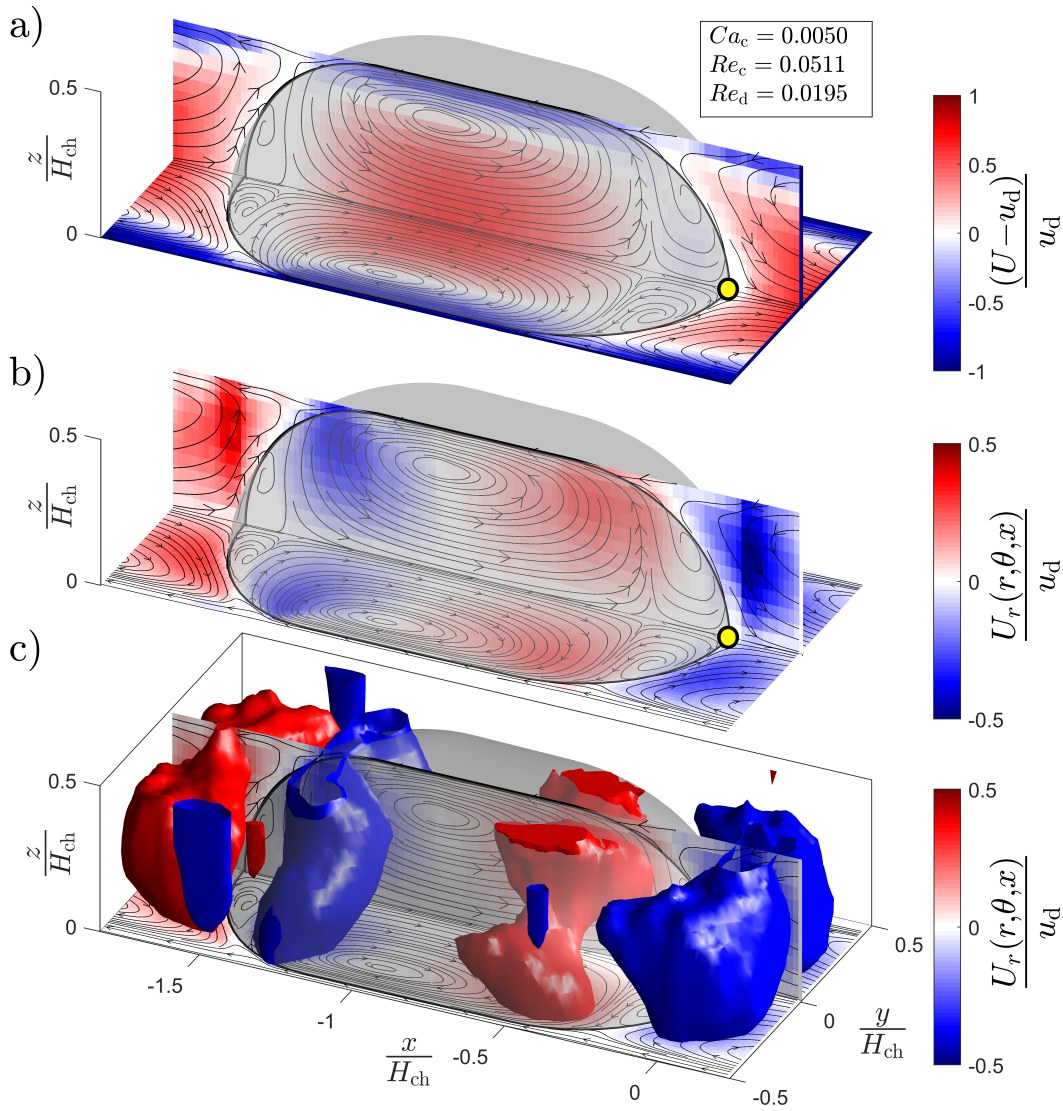 a)
Ca_c = 0.0050
Re_c = 0.0511
Re_d = 0.0195
0.5
z/H_ch
0
1
0.5
0
-0.5
-1
(U−u_d)/u_d
b)
0.5
z/H_ch
0
0.5
0
-0.5
U_r(r,θ,x)/u_d
c)
0.5
z/H_ch
0
-1.5
-1
-0.5
0
x/H_ch
0.5
0
-0.5
y/H_ch
0.5
0
-0.5
U_r(r,θ,x)/u_d